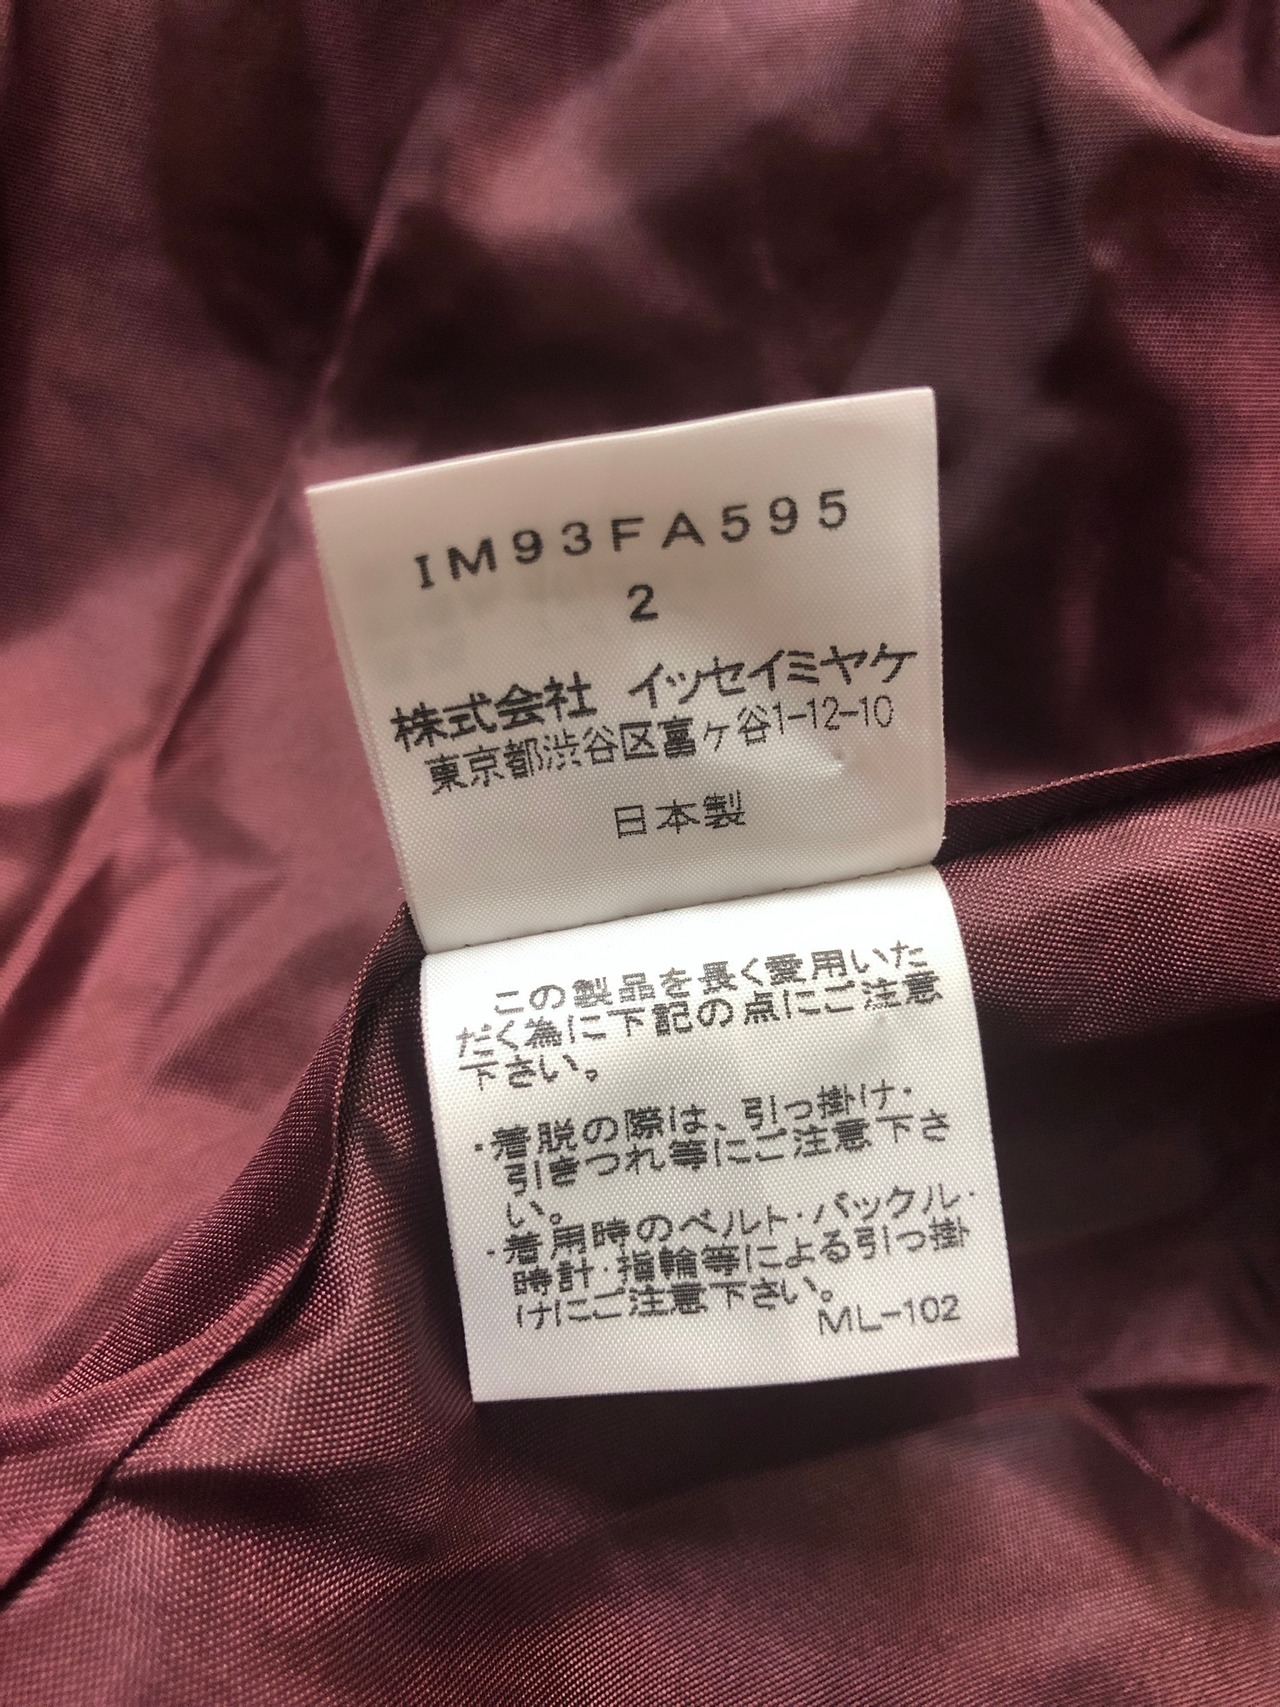 IM93FA595
2
株式会社 イッセイミヤケ
東京都渋谷区富ヶ谷1-12-10
日本製
この製品を長く愛用いた
だく為に下記の点にご注意
下さい。
・着脱の際は、引っ掛け・
引きつれ等にご注意下さ
い。
・着用時のベルト・バックル・
時計・指輪等による引っ掛
けにご注意下さい。
ML-102